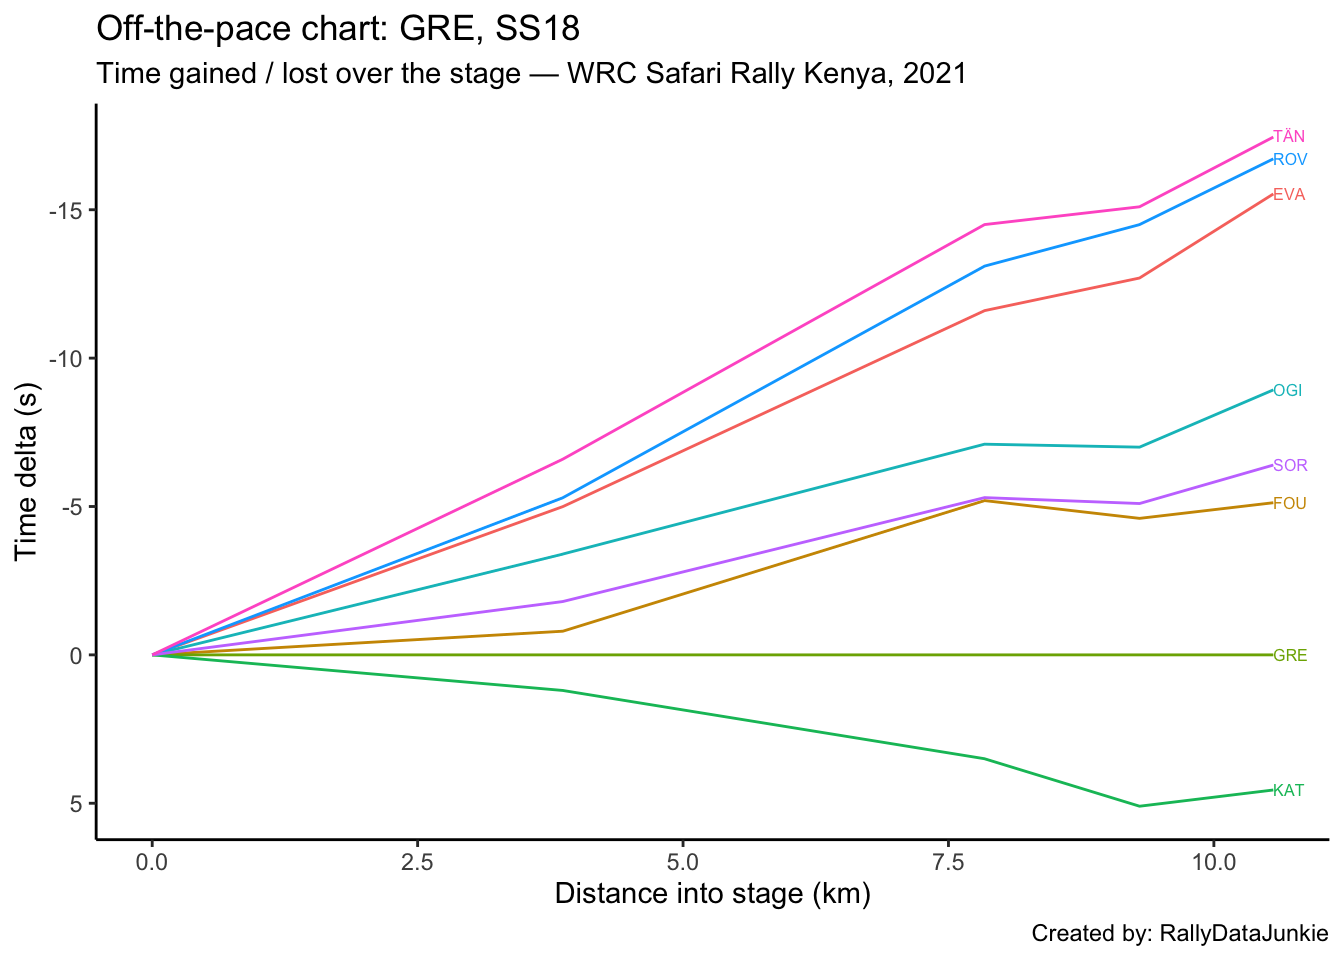 Off-the-pace chart: GRE, SS18
Time gained / lost over the stage — WRC Safari Rally Kenya, 2021
TÄN
ROV
EVA
-15
-10
OGI
SOR
FOU
-5
GRE
0
KAT
5
Time delta (s)
0.0 2.5 5.0 7.5 10.0
Distance into stage (km)
Created by: RallyDataJunkie